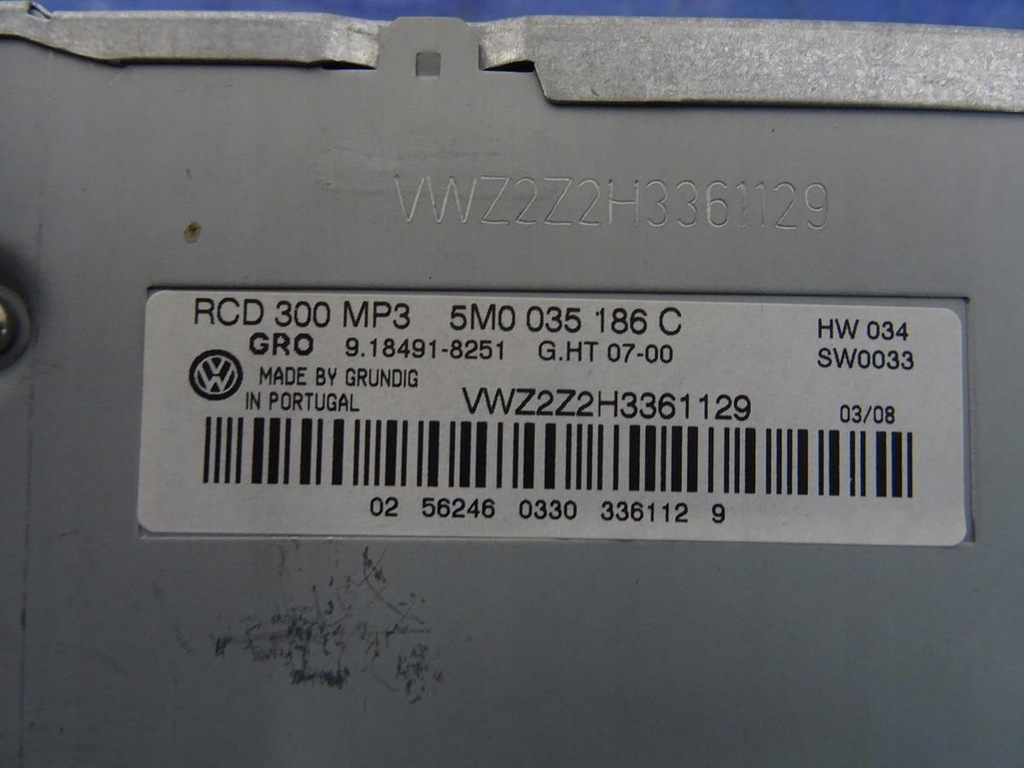 VWZ2Z2H3361129
RCD 300 MP3 5M0 035 186 C
HW 034
GRO 9.18491-8251 G.HT 07-00
SW0033
MADE BY GRUNDIG
IN PORTUGAL
VWZ2Z2H3361129
03/08
02 56246 0330 336112 9